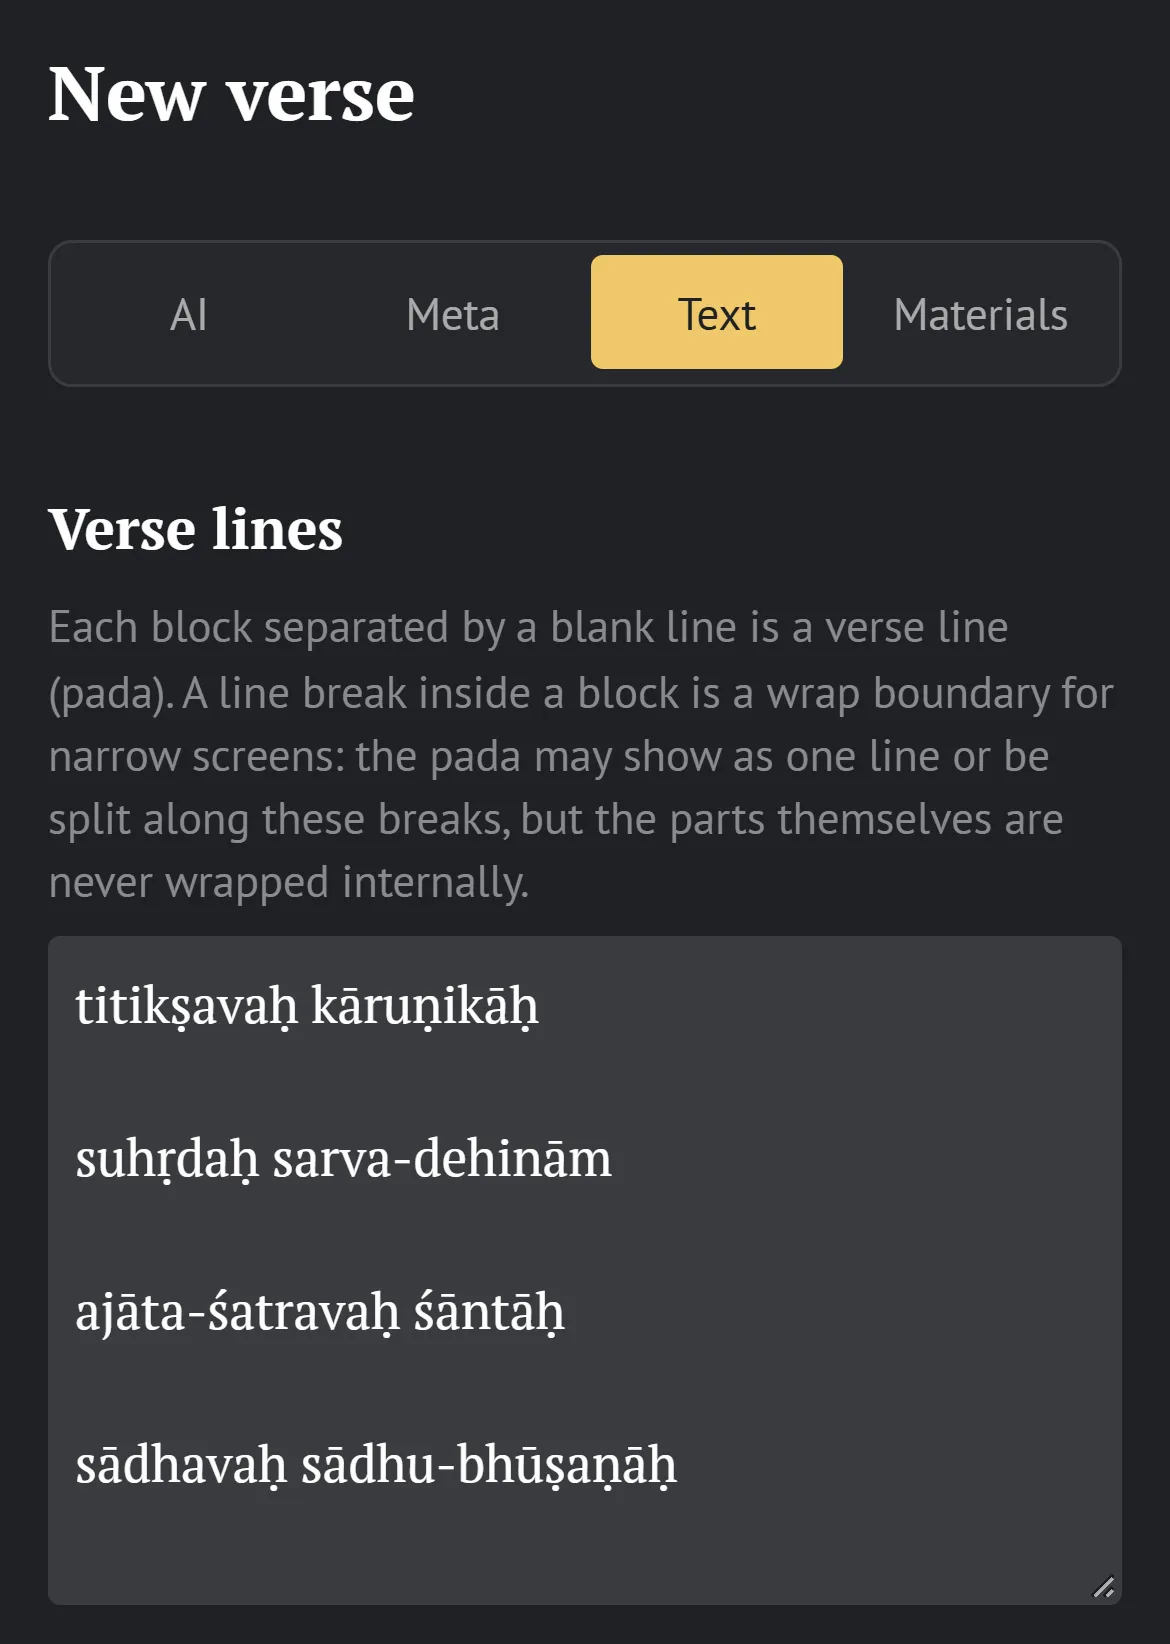 New verse
AI
Meta
Text
Materials
Verse lines
Each block separated by a blank line is a verse line
(pada). A line break inside a block is a wrap boundary for
narrow screens: the pada may show as one line or be
split along these breaks, but the parts themselves are
never wrapped internally.
titikṣavaḥ kāruṇikāḥ
suhṛdaḥ sarva-dehinām
ajāta-śatravaḥ śāntāḥ
sādhavaḥ sādhu-bhūṣaṇāḥ